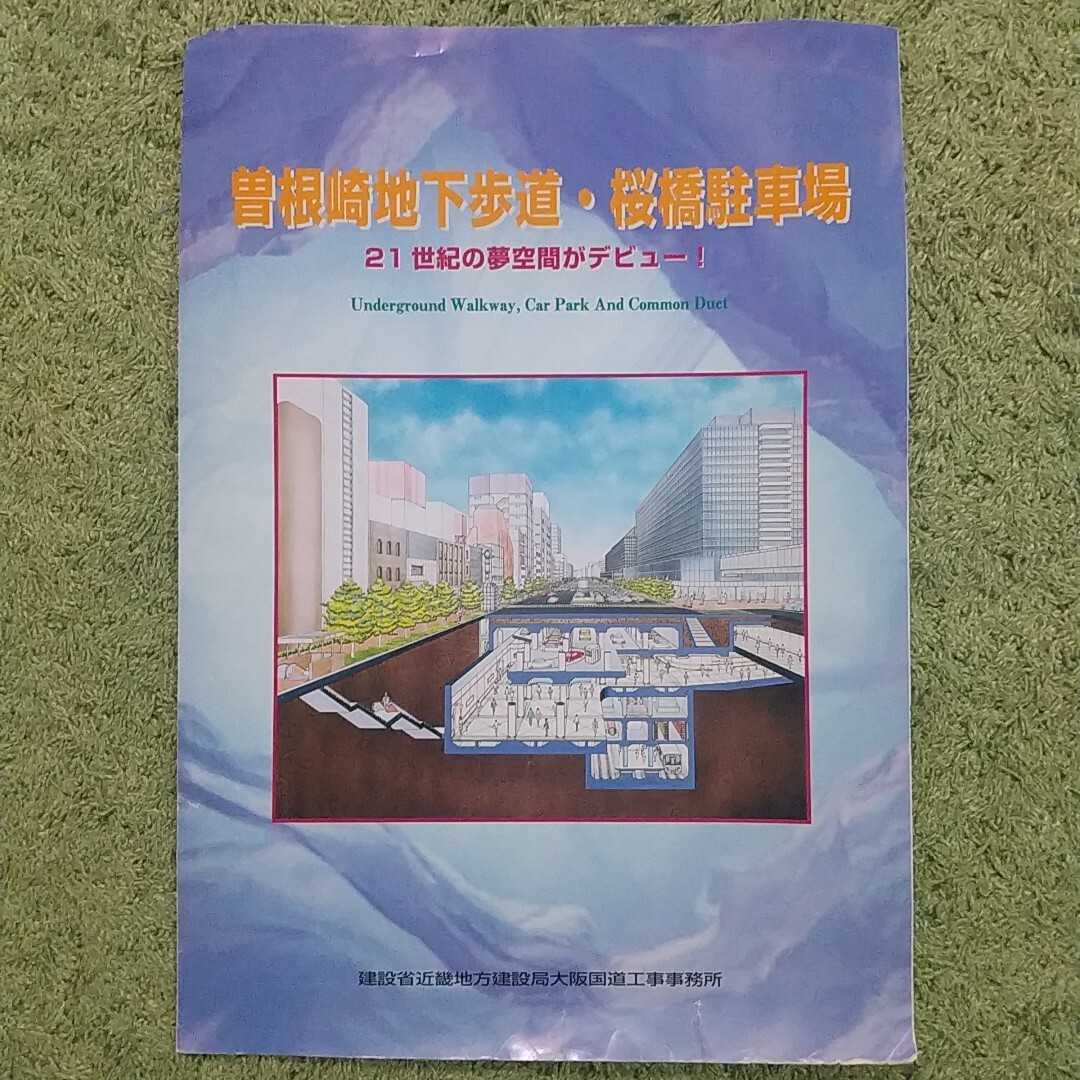 曽根崎地下歩道・桜橋駐車場
21世紀の夢空間がデビュー!
Underground Walkway, Car Park And Common Duct
建設省近畿地方建設局大阪国道工事事務所